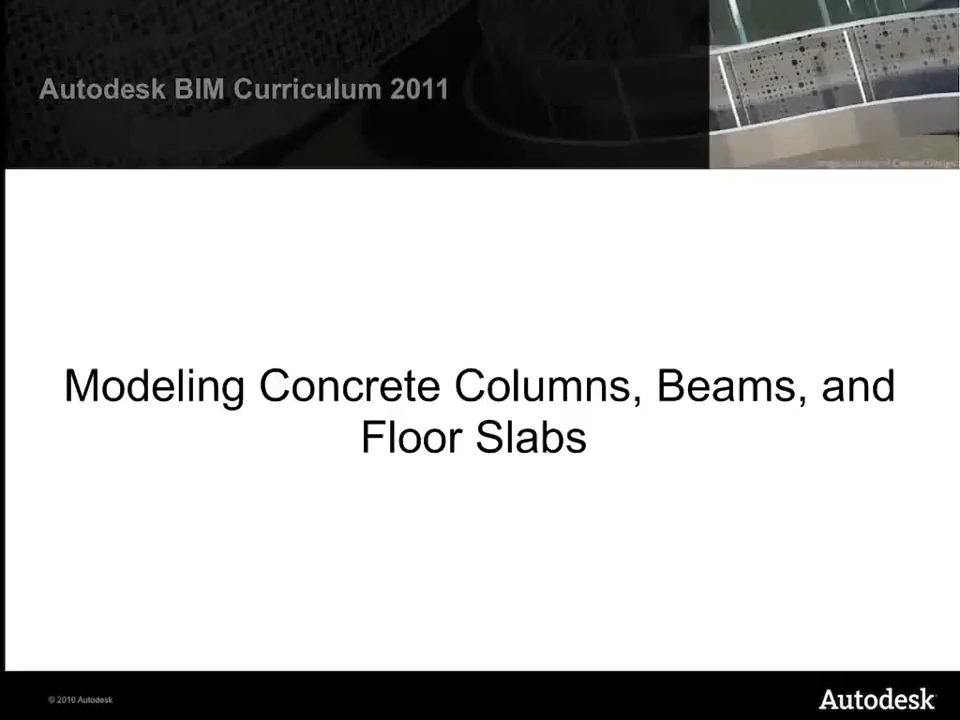 Autodesk BIM Curriculum 2011
Modeling Concrete Columns, Beams, and
Floor Slabs
© 2010 Autodesk
Autodesk